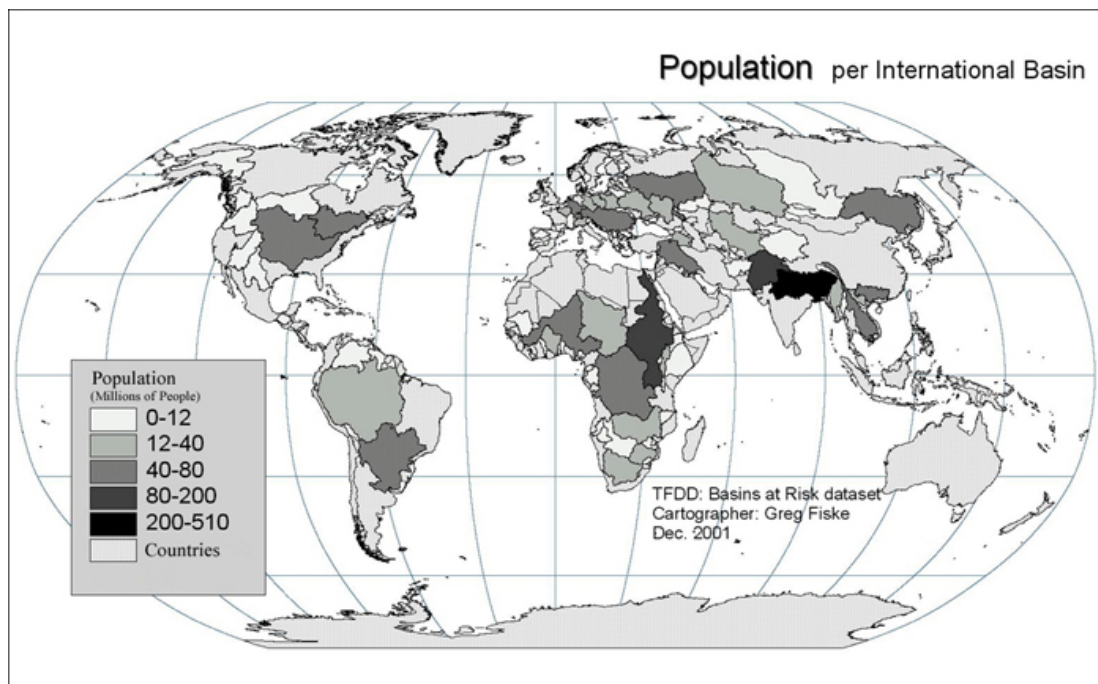 Population per International Basin
Population
(Millions of People)
0-12
12-40
40-80
80-200
200-510
Countries
TFDD: Basins at Risk dataset
Cartographer: Greg Fiske
Dec. 2001